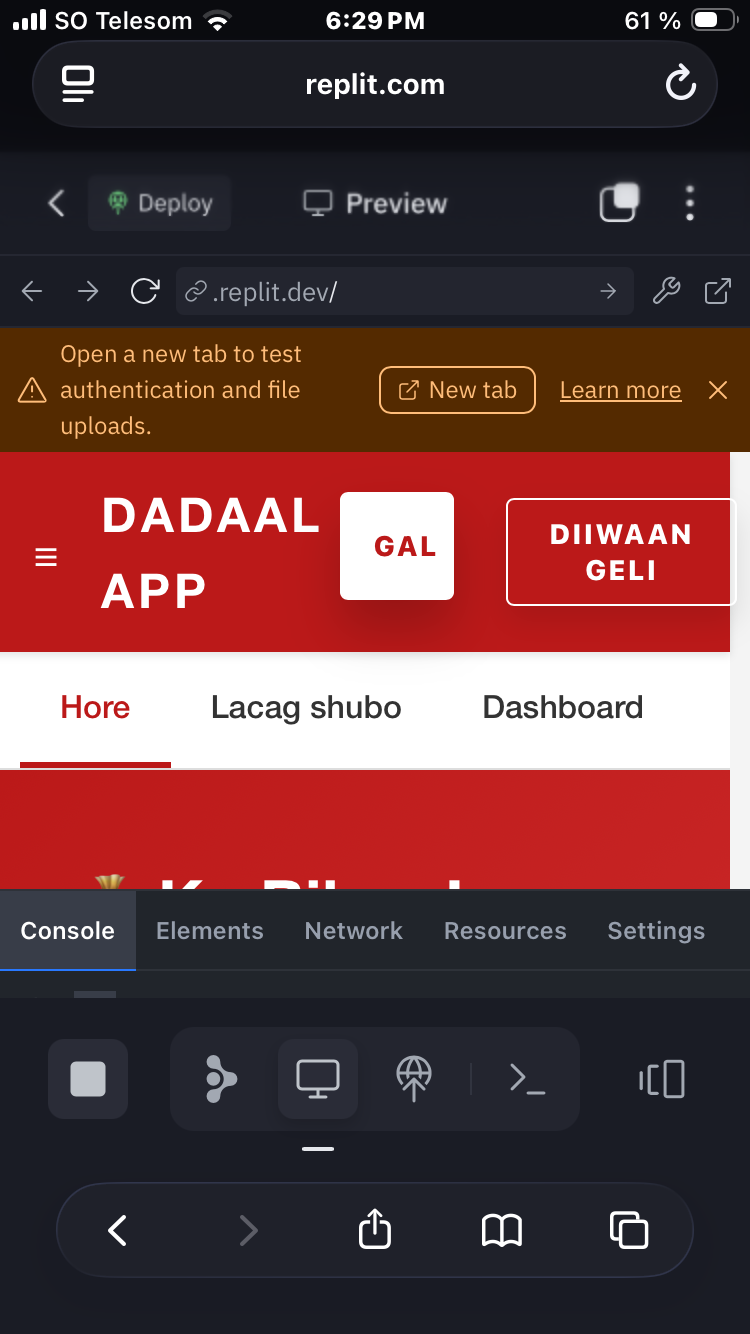 SO Telesom
6:29 PM
61 %
replit.com
Deploy
Preview
.replit.dev/
Open a new tab to test
authentication and file
uploads.
New tab
Learn more
DADAAL
APP
GAL
DIIWAAN
GELI
Hore
Lacag shubo
Dashboard
Console
Elements
Network
Resources
Settings